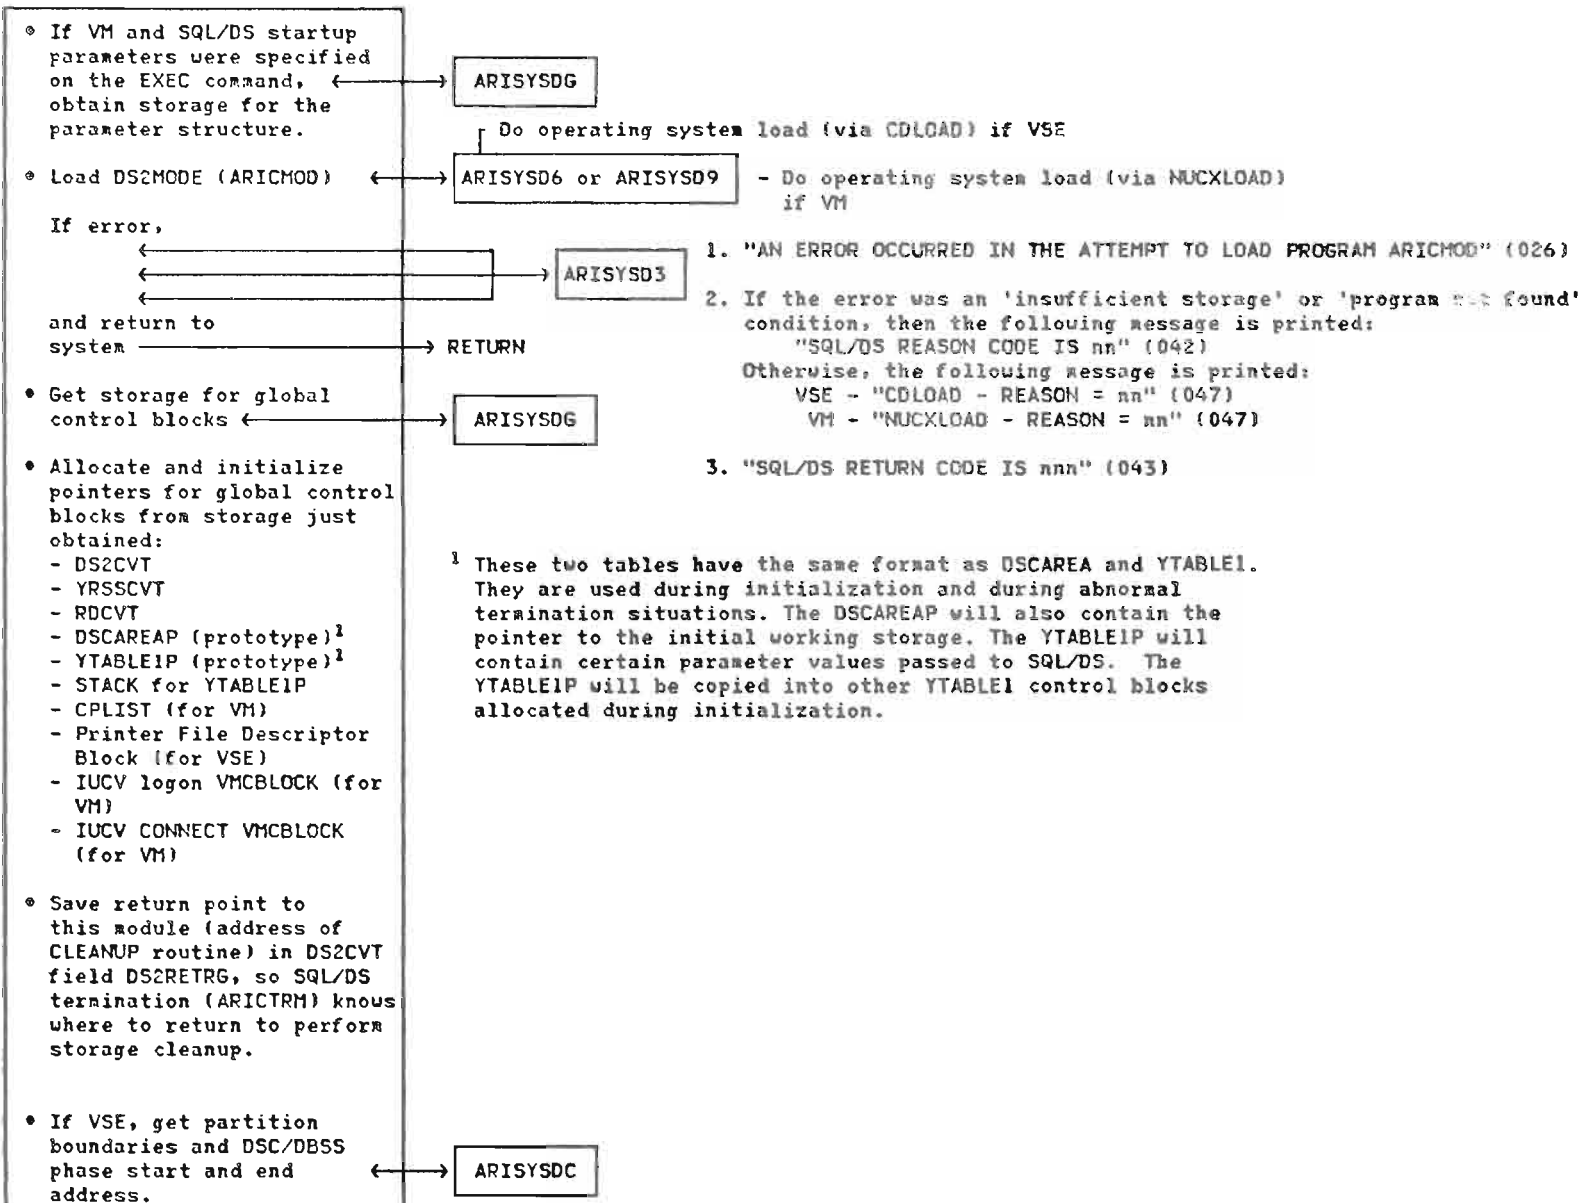 • If VM and SQL/DS startup
parameters were specified
on the EXEC command,
obtain storage for the
parameter structure.
ARISYSDG
Do operating system load (via CDLOAD) if VSE
• Load DS2MODE (ARICMOD)
ARISYSD6 or ARISYSD9
- Do operating system load (via NUCXLOAD)
if VM
If error,
ARISYSD3
and return to
system
RETURN
1. "AN ERROR OCCURRED IN THE ATTEMPT TO LOAD PROGRAM ARICMOD" (026)
2. If the error was an 'insufficient storage' or 'program found'
condition, then the following message is printed:
"SQL/DS REASON CODE IS nn" (042)
Otherwise, the following message is printed:
VSE - "CDLOAD - REASON = nn" (047)
VM - "NUCXLOAD - REASON = nn" (047)
3. "SQL/DS RETURN CODE IS nnn" (043)
• Get storage for global
control blocks
ARISYSDG
• Allocate and initialize
pointers for global control
blocks from storage just
obtained:
- DS2CVT
- YRSSCVT
- RDCVT
- DSCAREAP (prototype)1
- YTABLE1P (prototype)1
- STACK for YTABLE1P
- CPLIST (for VM)
- Printer File Descriptor
Block (for VSE)
- IUCV logon VMCBLOCK (for
VM)
- IUCV CONNECT VMCBLOCK
(for VM)
1 These two tables have the same format as DSCAREA and YTABLE1.
They are used during initialization and during abnormal
termination situations. The DSCAREAP will also contain the
pointer to the initial working storage. The YTABLE1P will
contain certain parameter values passed to SQL/DS. The
YTABLE1P will be copied into other YTABLE1 control blocks
allocated during initialization.
• Save return point to
this module (address of
CLEANUP routine) in DS2CVT
field DS2RETRG, so SQL/DS
termination (ARICTRM) knows
where to return to perform
storage cleanup.
• If VSE, get partition
boundaries and DSC/DBSS
phase start and end
address.
ARISYSDC